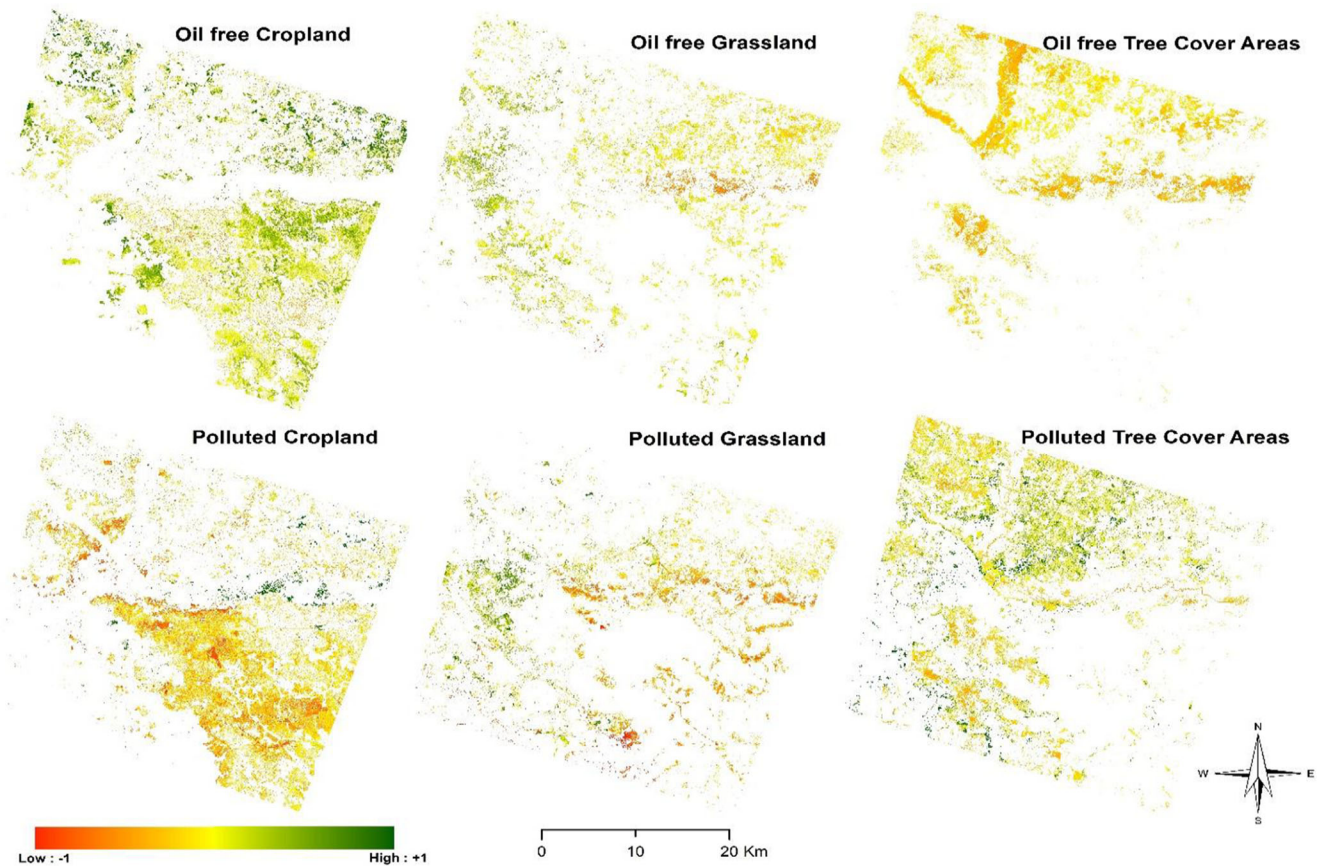 Oil free Cropland
Oil free Grassland
Oil free Tree Cover Areas
Polluted Cropland
Polluted Grassland
Polluted Tree Cover Areas
N
W
E
S
Low : -1
High : +1
0
10
20 Km